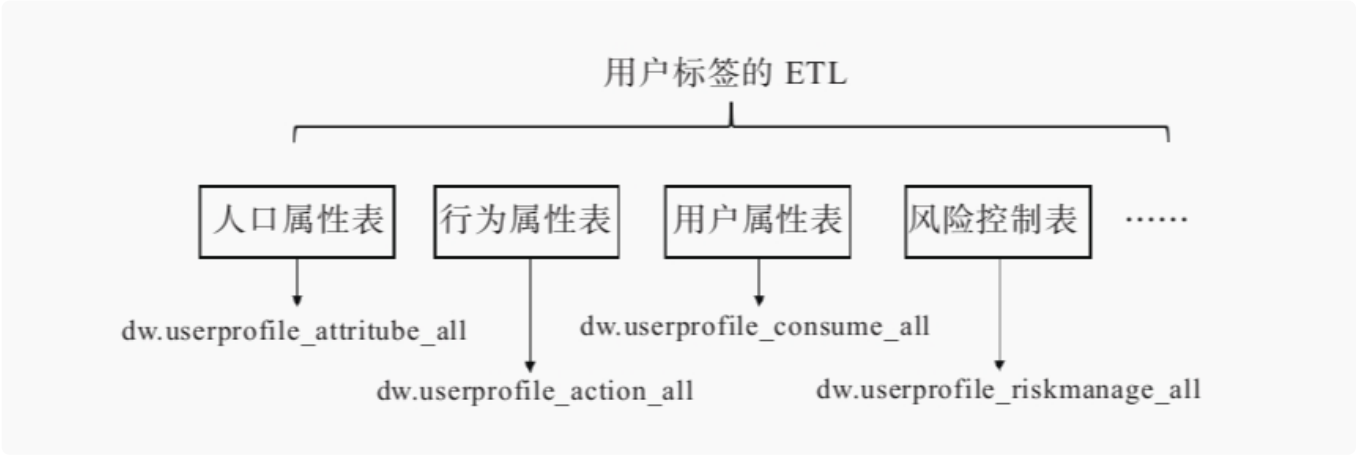 用户标签的 ETL
人口属性表 行为属性表 用户属性表 风险控制表 ······
dw.userprofile_attritube_all
dw.userprofile_consume_all
dw.userprofile_action_all
dw.userprofile_riskmanage_all